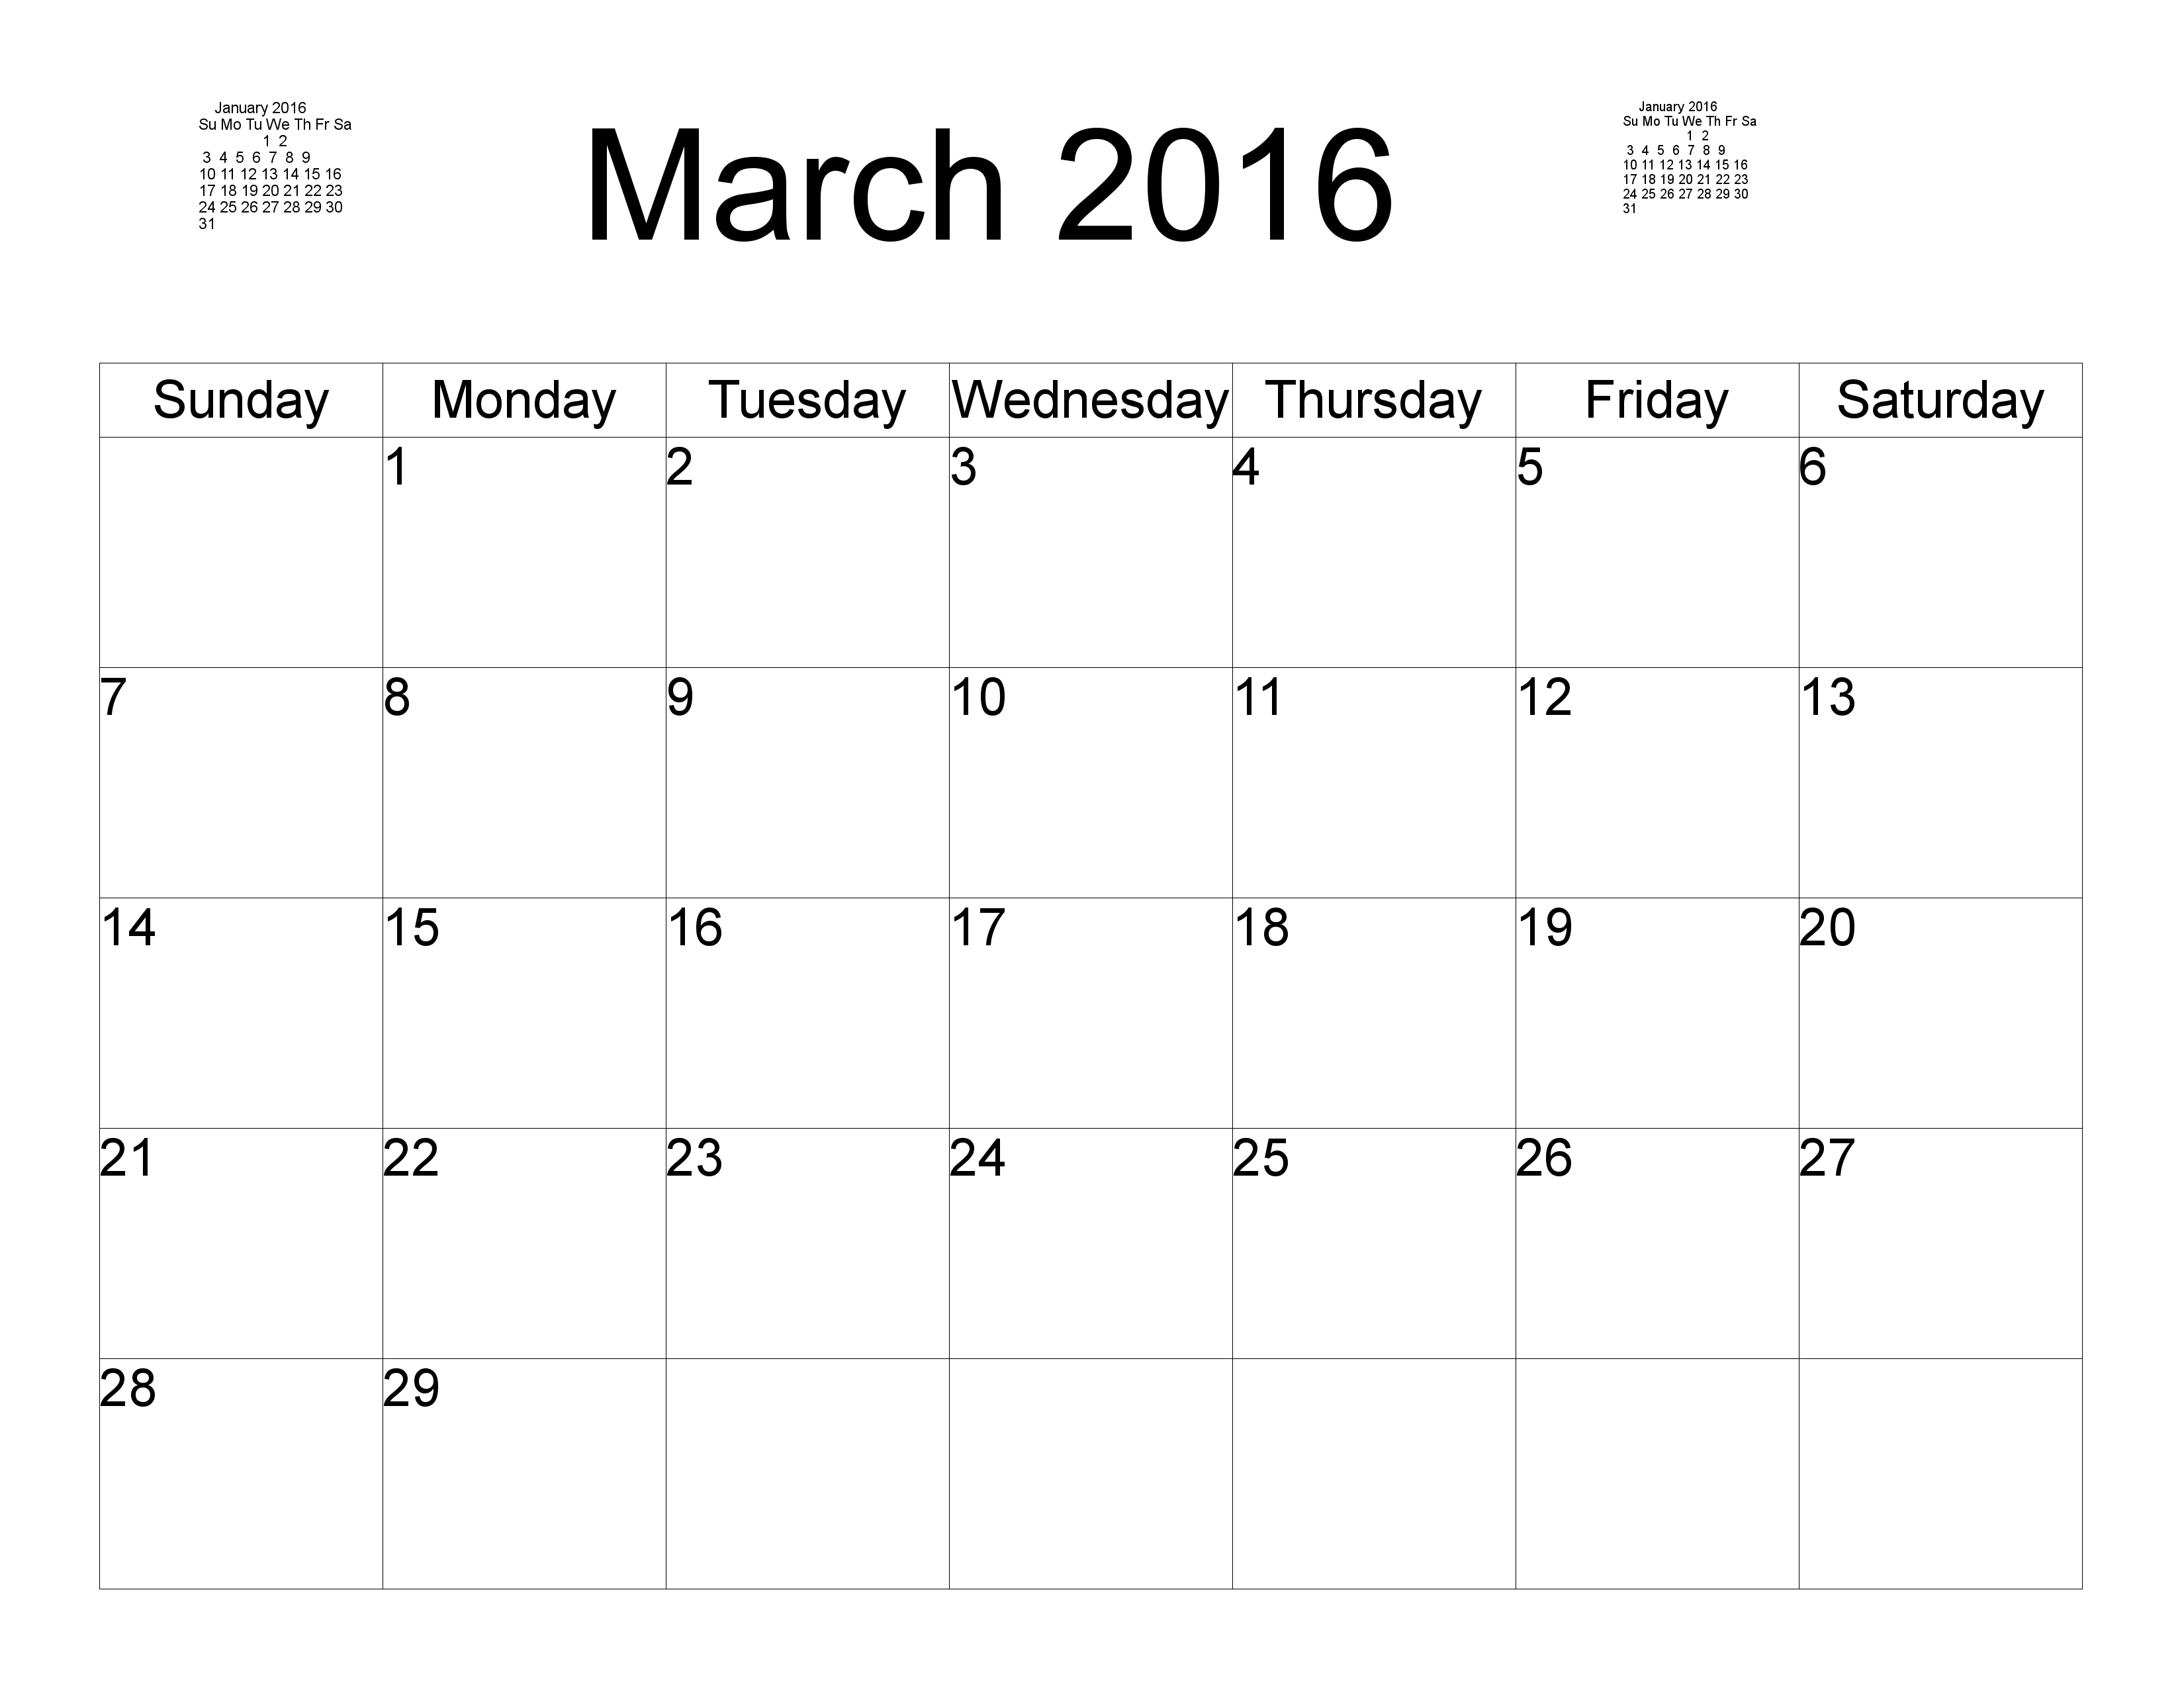 January 2016
Su Mo Tu We Th Fr Sa
1 2
3 4 5 6 7 8 9
10 11 12 13 14 15 16
17 18 19 20 21 22 23
24 25 26 27 28 29 30
31
March 2016
January 2016
Su Mo Tu We Th Fr Sa
1 2
3 4 5 6 7 8 9
10 11 12 13 14 15 16
17 18 19 20 21 22 23
24 25 26 27 28 29 30
31
Sunday Monday Tuesday Wednesday Thursday Friday Saturday
1 2 3 4 5 6
7 8 9 10 11 12 13
14 15 16 17 18 19 20
21 22 23 24 25 26 27
28 29